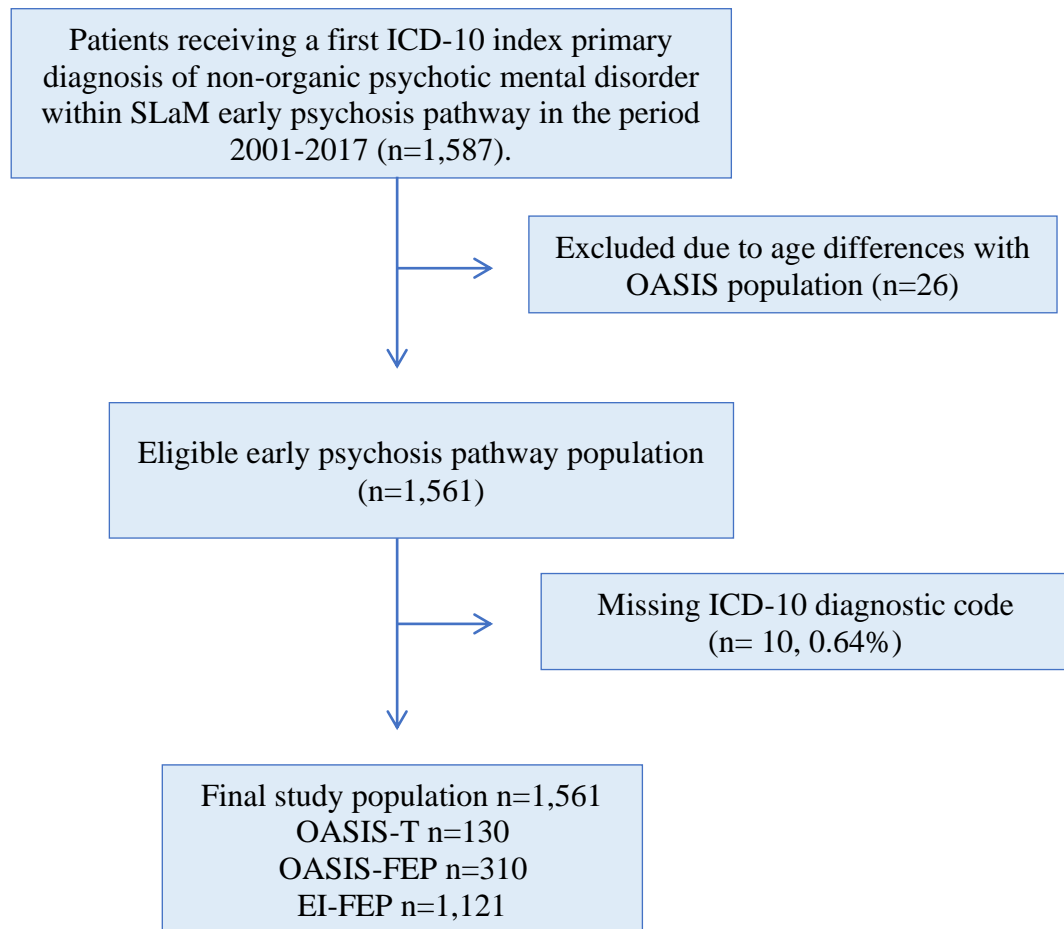 Patients receiving a first ICD-10 index primary
diagnosis of non-organic psychotic mental disorder
within SLaM early psychosis pathway in the period
2001-2017 (n=1,587).
Excluded due to age differences with
OASIS population (n=26)
Eligible early psychosis pathway population
(n=1,561)
Missing ICD-10 diagnostic code
(n= 10, 0.64%)
Final study population n=1,561
OASIS-T n=130
OASIS-FEP n=310
EI-FEP n=1,121